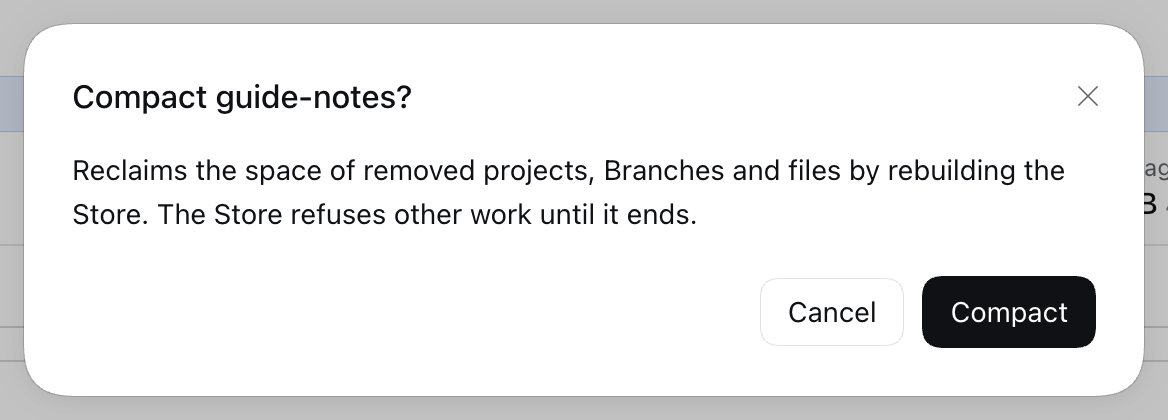 Compact guide-notes?
Reclaims the space of removed projects, Branches and files by rebuilding the
Store. The Store refuses other work until it ends.
Cancel
Compact